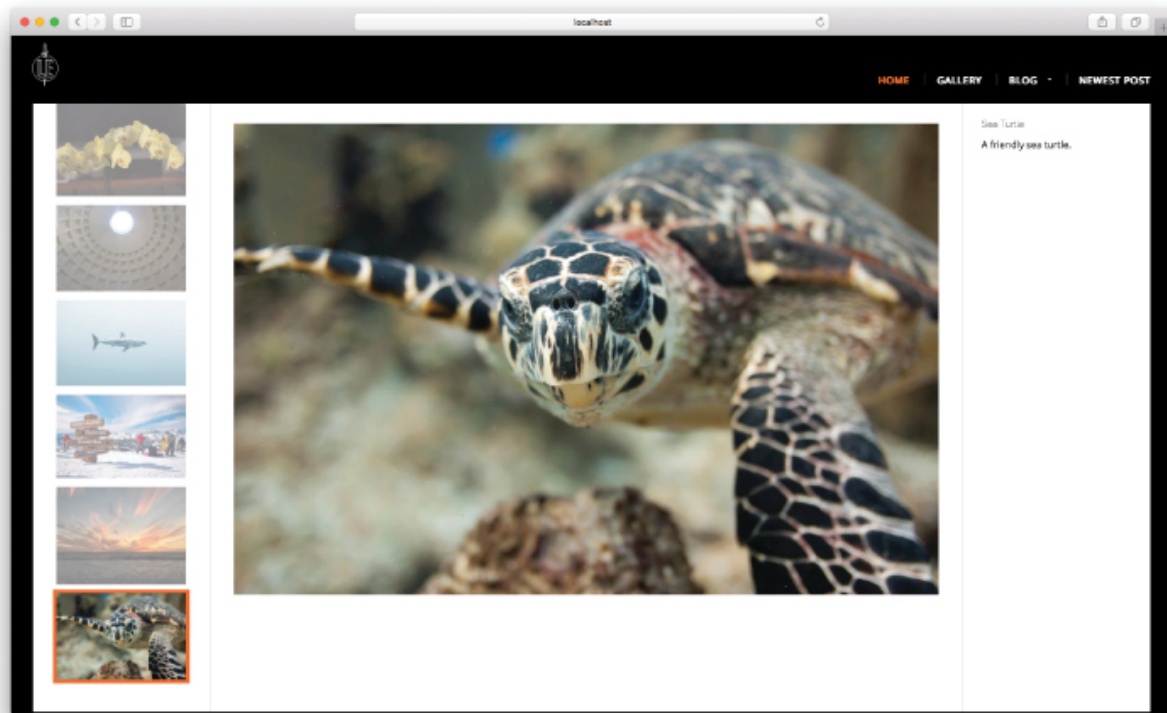 localhost
HOME
GALLERY
BLOG
NEWEST POST
Sea Turtle
A friendly sea turtle.